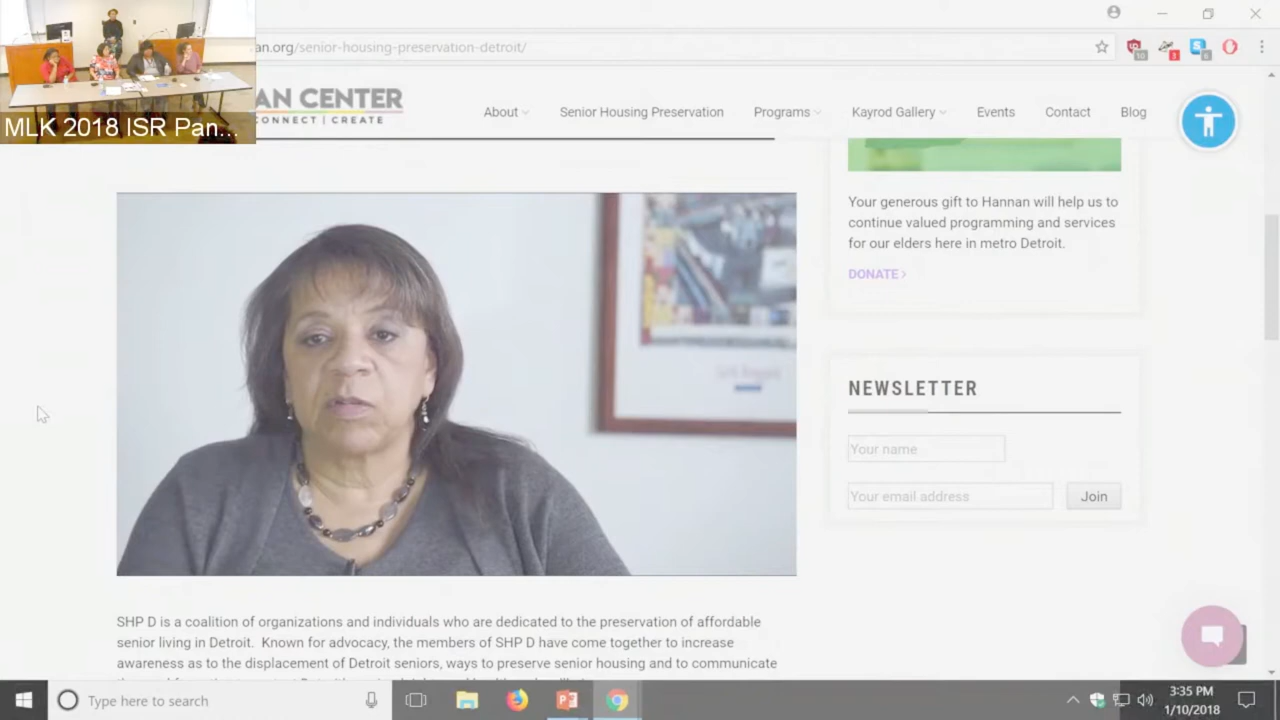 an.org/senior-housing-preservation-detroit/
AN CENTER
CONNECT | CREATE
About
Senior Housing Preservation
Programs
Kayrod Gallery
Events
Contact
Blog
MLK 2018 ISR Pan...
Your generous gift to Hannan will help us to
continue valued programming and services
for our elders here in metro Detroit.
DONATE ›
NEWSLETTER
Your name
Your email address
Join
SHP D is a coalition of organizations and individuals who are dedicated to the preservation of affordable
senior living in Detroit. Known for advocacy, the members of SHP D have come together to increase
awareness as to the displacement of Detroit seniors, ways to preserve senior housing and to communicate
Type here to search
3:35 PM
1/10/2018